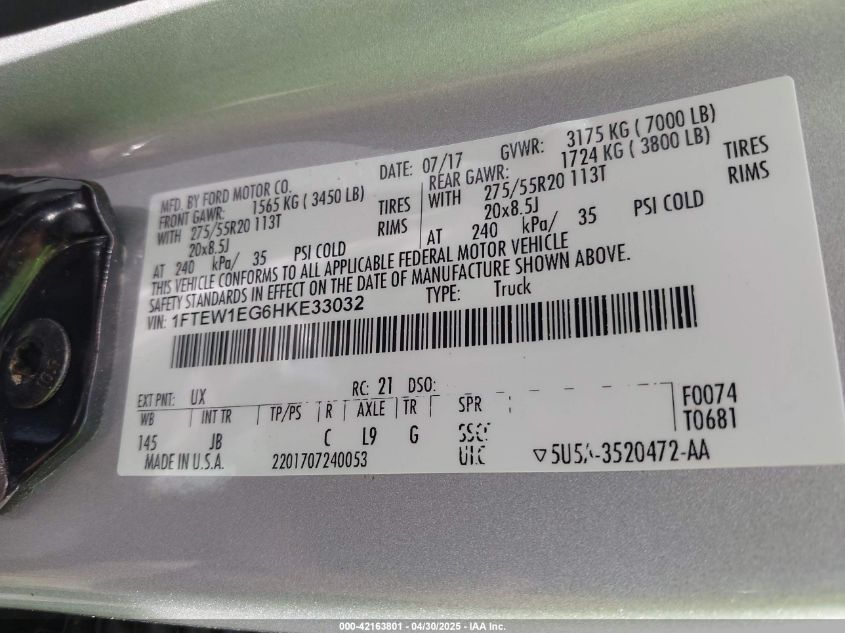 MFD. BY FORD MOTOR CO.
DATE: 07/17
GVWR: 3175 KG ( 7000 LB)
FRONT GAWR: 1565 KG ( 3450 LB)
REAR GAWR: 1724 KG ( 3800 LB)
WITH 275/55R20 113T TIRES
WITH 275/55R20 113T TIRES
20x8.5J RIMS
20x8.5J RIMS
AT 240 kPa/ 35 PSI COLD
AT 240 kPa/ 35 PSI COLD
THIS VEHICLE CONFORMS TO ALL APPLICABLE FEDERAL MOTOR VEHICLE
SAFETY STANDARDS IN EFFECT ON THE DATE OF MANUFACTURE SHOWN ABOVE.
VIN: 1FTEW1EG6HKE33032
TYPE: Truck
EXT PNT: UX RC: 21 DSO:
WB INT TR TP/PS R AXLE TR SPR
F0074
T0681
145 JB C L9 G
MADE IN U.S.A. 2201707240053
-3520472-AA
000-42163801 - 04/30/2025 - IAA Inc.